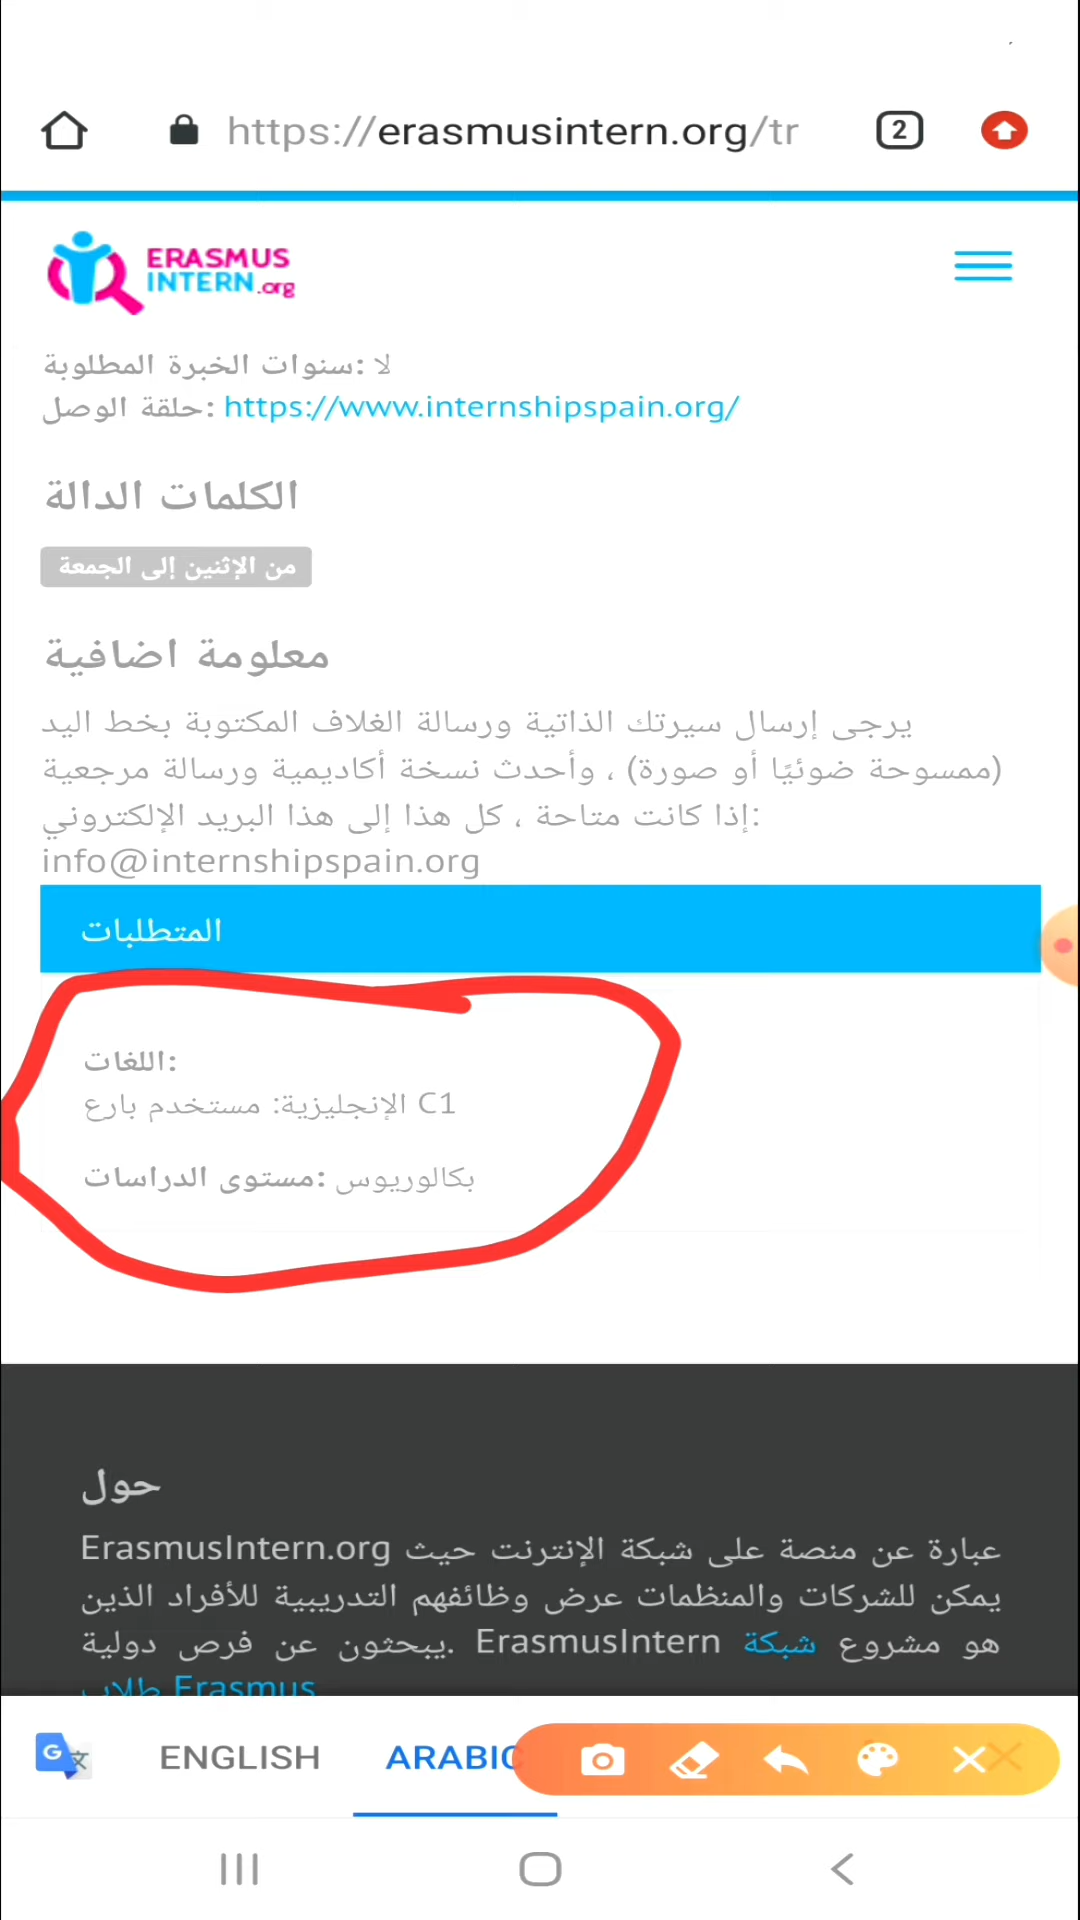 https://erasmusintern.org/tr
2
ERASMUS
INTERN.org
سنوات الخبرة المطلوبة: لا
حلقة الوصل: https://www.internshipspain.org/
الكلمات الدالة
من الإثنين إلى الجمعة
معلومة اضافية
يرجى إرسال سيرتك الذاتية ورسالة الغلاف المكتوبة بخط اليد
(ممسوحة ضوئيًا أو صورة) ، وأحدث نسخة أكاديمية ورسالة مرجعية
إذا كانت متاحة ، كل هذا إلى هذا البريد الإلكتروني:
info@internshipspain.org
المتطلبات
اللغات:
الإنجليزية: مستخدم بارع C1
مستوى الدراسات: بكالوريوس
حول
ErasmusIntern.org عبارة عن منصة على شبكة الإنترنت حيث
يمكن للشركات والمنظمات عرض وظائفهم التدريبية للأفراد الذين
يبحثون عن فرص دولية. ErasmusIntern هو مشروع شبكة
طلاب Erasmus
ENGLISH
ARABIC